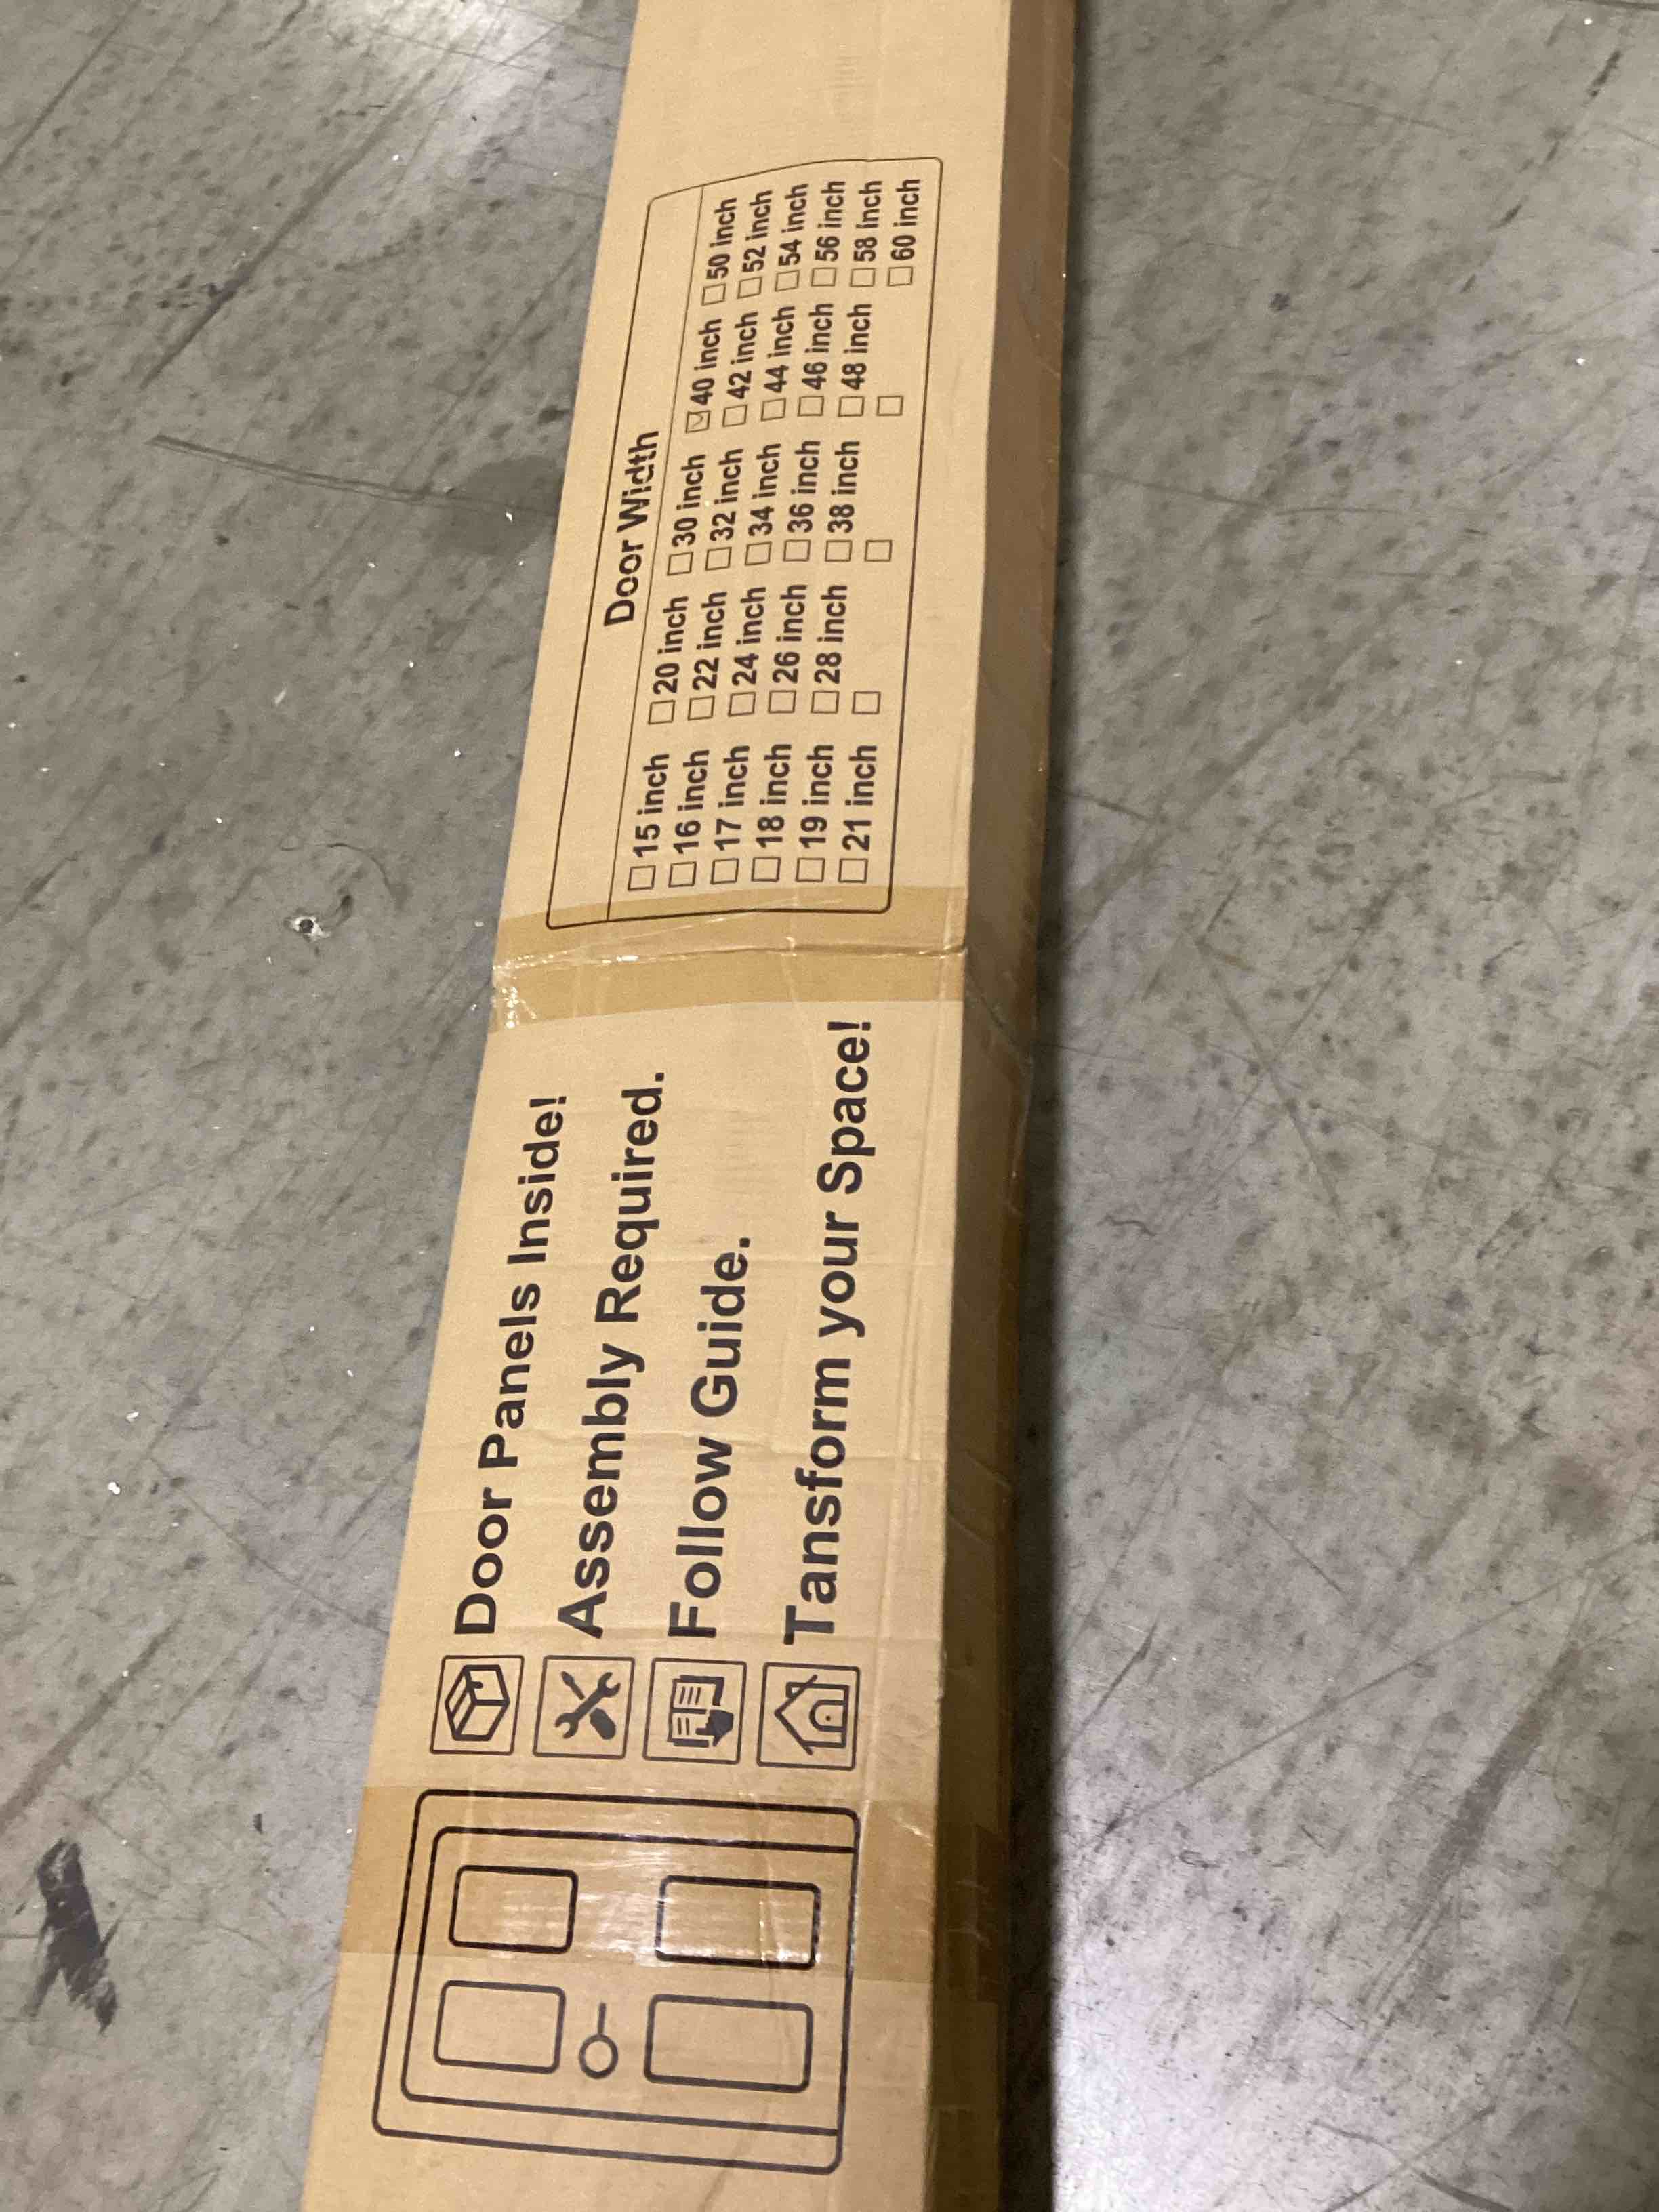 Door Panels Inside!
Assembly Required.
Follow Guide.
Tansform your Space!
Door Width
☐15 inch ☐20 inch ☐30 inch ☑40 inch ☐50 inch
☐16 inch ☐22 inch ☐32 inch ☐42 inch ☐52 inch
☐17 inch ☐24 inch ☐34 inch ☐44 inch ☐54 inch
☐18 inch ☐26 inch ☐36 inch ☐46 inch ☐56 inch
☐19 inch ☐28 inch ☐38 inch ☐48 inch ☐58 inch
☐21 inch ☐ ☐ ☐ ☐60 inch